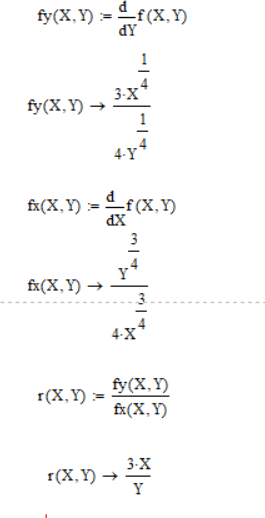 fy(X,Y) := d/dY f(X,Y)
fy(X,Y) → 3·X^(1/4) / 4·Y^(1/4)
fx(X,Y) := d/dX f(X,Y)
fx(X,Y) → Y^(3/4) / 4·X^(3/4)
r(X,Y) := fy(X,Y) / fx(X,Y)
r(X,Y) → 3·X / Y